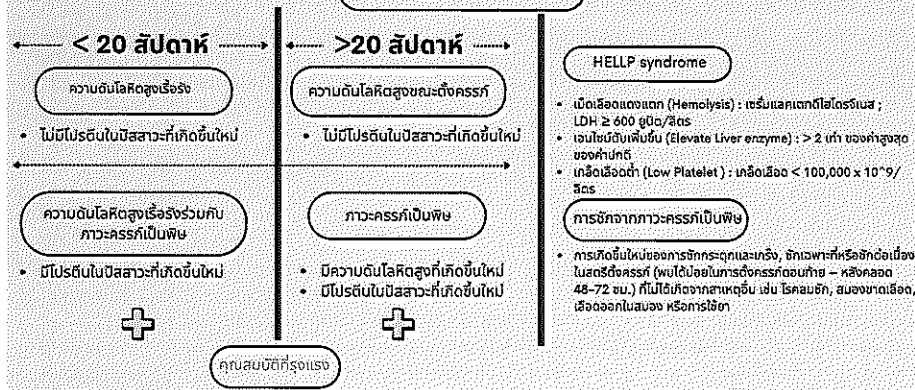 < 20 สัปดาห์
ความดันโลหิตสูงเรื้อรัง
• ไม่มีโปรตีนในปัสสาวะที่เกิดขึ้นใหม่
ความดันโลหิตสูงเรื้อรังร่วมกับ
ภาวะครรภ์เป็นพิษ
• มีโปรตีนในปัสสาวะที่เกิดขึ้นใหม่
>20 สัปดาห์
ความดันโลหิตสูงขณะตั้งครรภ์
• ไม่มีโปรตีนในปัสสาวะที่เกิดขึ้นใหม่
ภาวะครรภ์เป็นพิษ
• มีความดันโลหิตสูงที่เกิดขึ้นใหม่
• มีโปรตีนในปัสสาวะที่เกิดขึ้นใหม่
คุณสมบัติที่รุงแรง
HELLP syndrome
• เม็ดเลือดแดงแตก (Hemolysis) : เซรั่มแลคเตทดีไฮโดรจีเนส ;
LDH ≥ 600 ยูนิต/ลิตร
• เอนไซม์ตับเพิ่มขึ้น (Elevate Liver enzyme) : > 2 เท่า ของค่าสูงสุด
ของค่าปกติ
• เกล็ดเลือดต่ำ (Low Platelet ) : เกล็ดเลือด < 100,000 x 10^9/
ลิตร
การชักจากภาวะครรภ์เป็นพิษ
• การเกิดขึ้นใหม่ของการชักกระตุกและเกร็ง, ชักเฉพาะที่หรือชักต่อเนื่อง
ในสตรีตั้งครรภ์ (พบได้บ่อยในการตั้งครรภ์ตอนท้าย – หลังคลอด
48-72 ชม.) ที่ไม่ได้เกิดจากสาเหตุอื่น เช่น โรคลมชัก, สมองขาดเลือด,
เลือดออกในสมอง หรือการใช้ยา